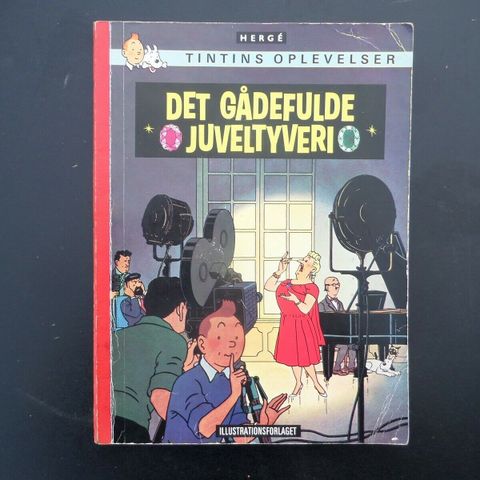 HERGÉ
TINTINS OPLEVELSER
DET GÅDEFULDE
JUVELTYVERI
ILLUSTRATIONSFORLAGET